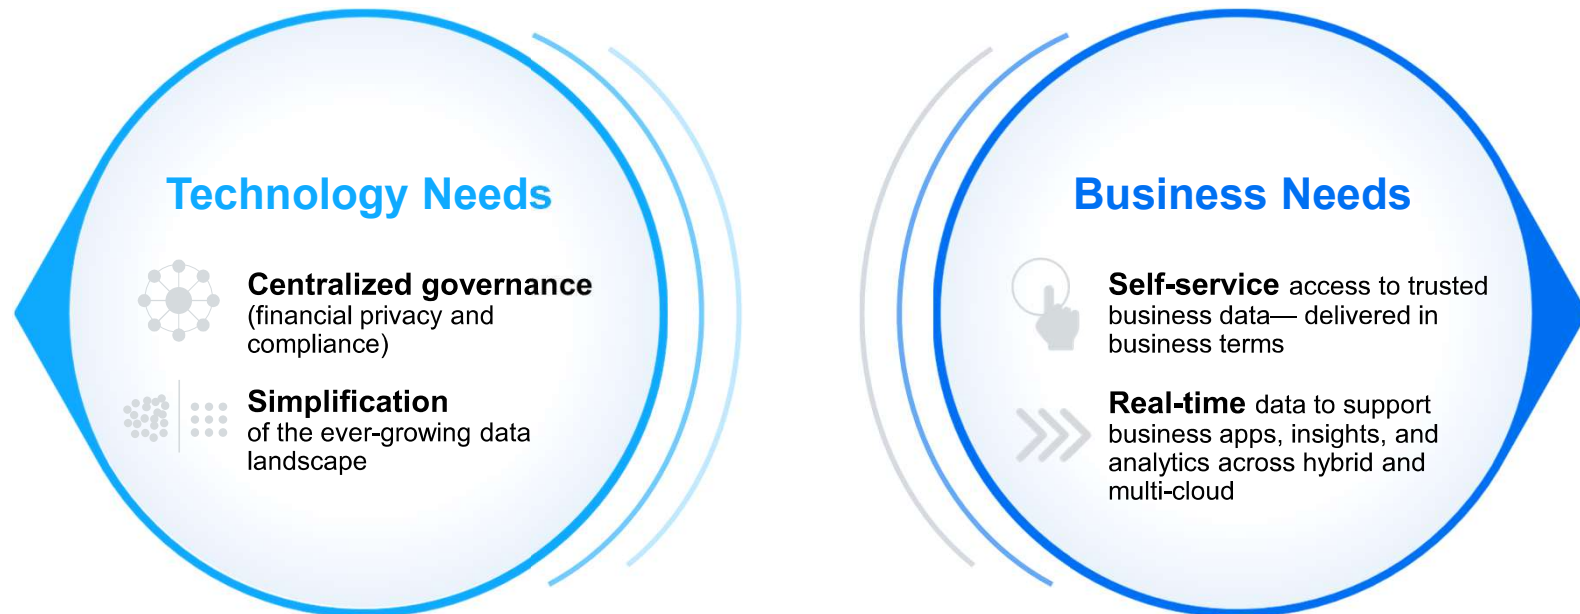 Technology Needs
Centralized governance
(financial privacy and
compliance)
Simplification
of the ever-growing data
landscape
Business Needs
Self-service access to trusted
business data— delivered in
business terms
Real-time data to support
business apps, insights, and
analytics across hybrid and
multi-cloud